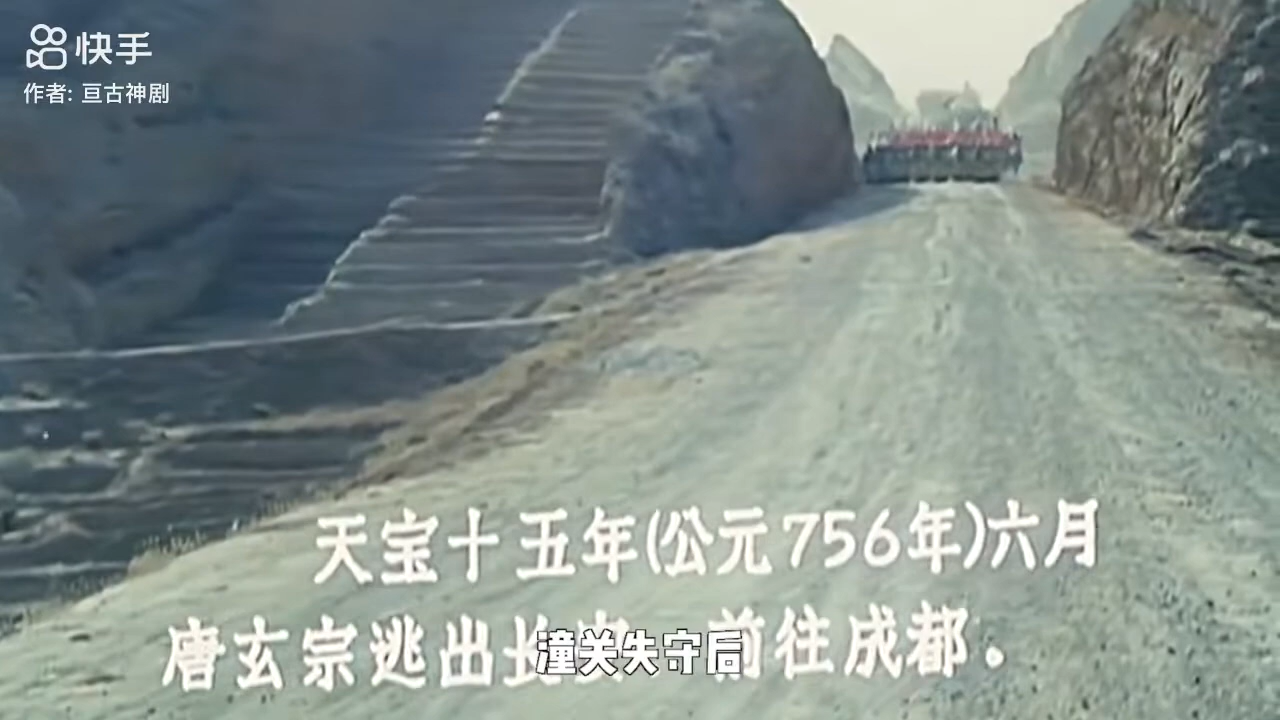 快手
作者: 亘古神剧
天宝十五年(公元756年)六月
唐玄宗逃出长安 前往成都.
潼关失守后